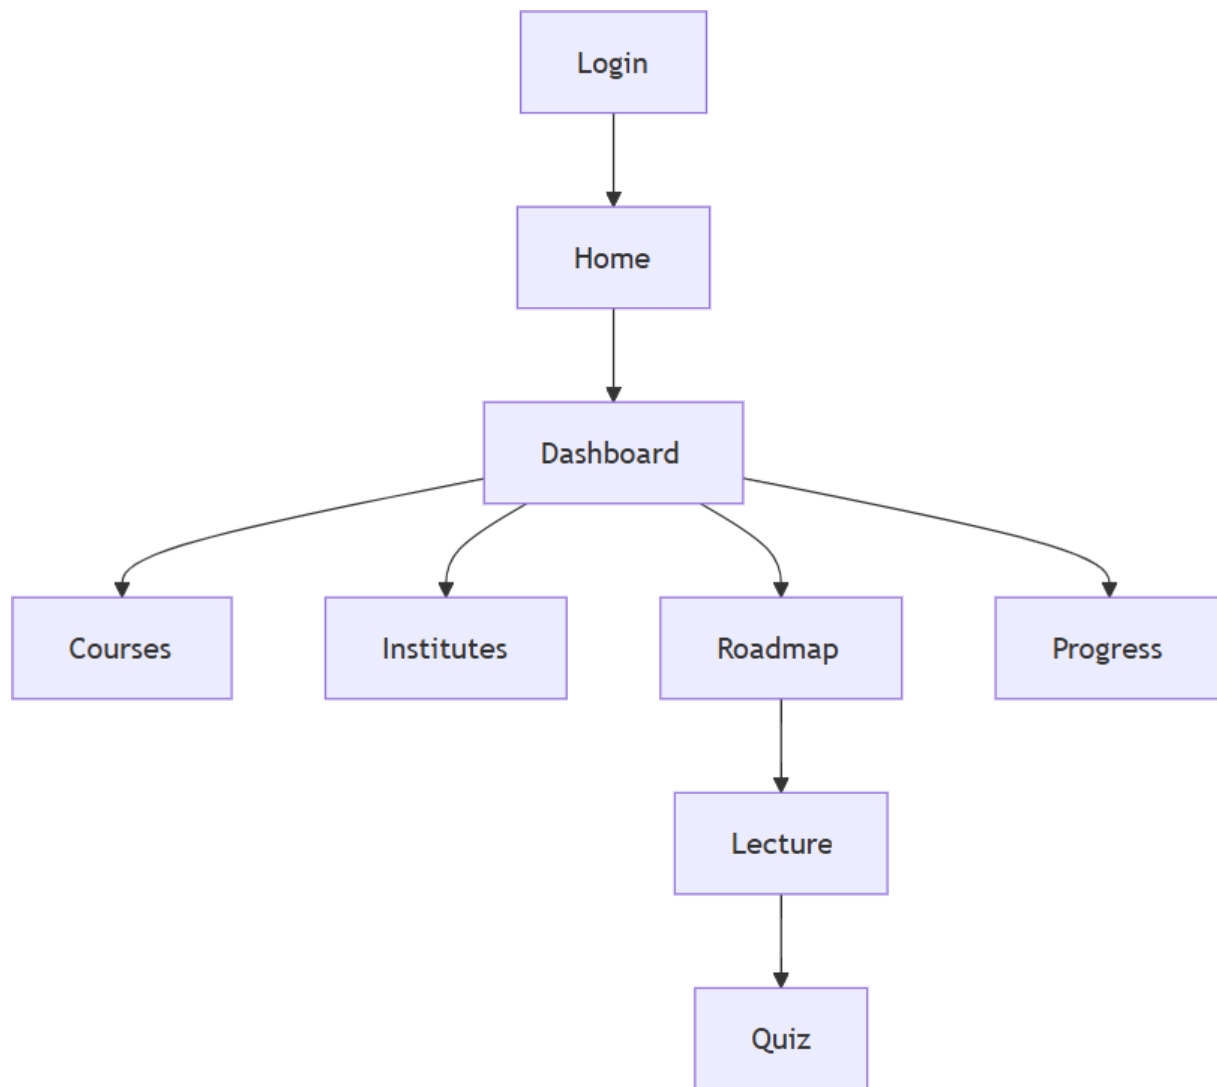 Login
Home
Dashboard
Courses
Institutes
Roadmap
Progress
Lecture
Quiz